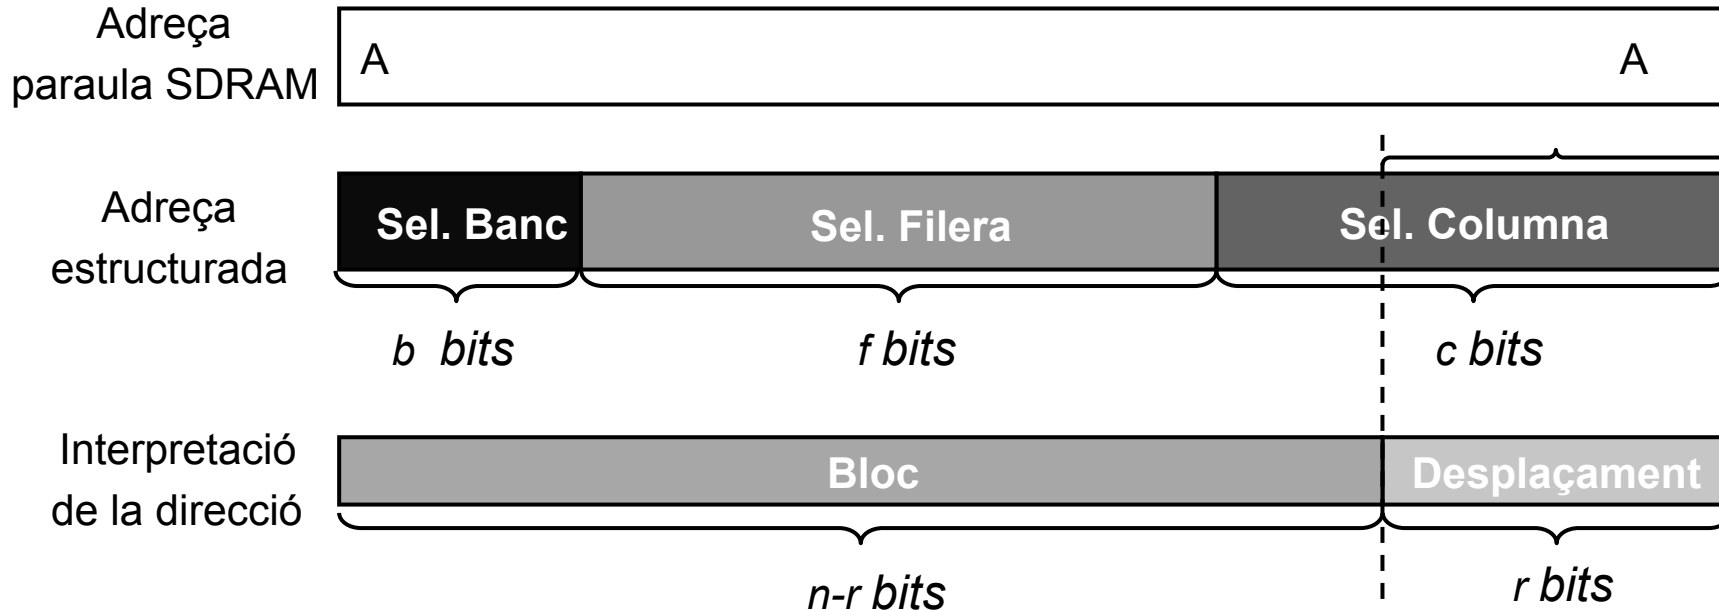 Adreça
paraula SDRAM
A A
Adreça
estructurada
Sel. Banc Sel. Filera Sel. Columna
b bits f bits c bits
Interpretació
de la direcció
Bloc Desplaçament
n-r bits r bits